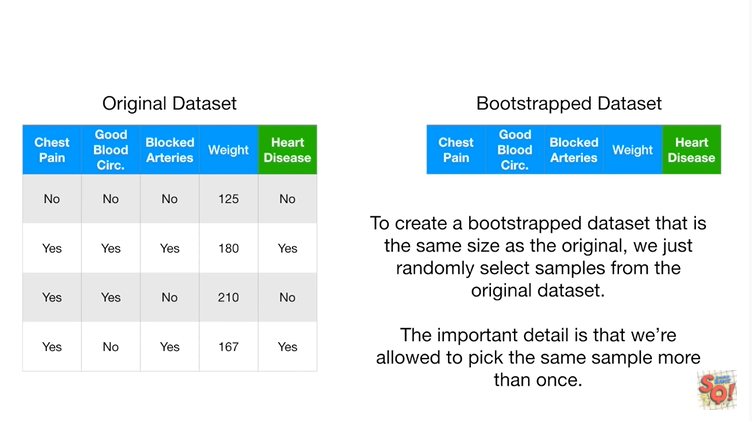 Original Dataset
Chest Pain Good Blood Circ. Blocked Arteries Weight Heart Disease
No No No 125 No
Yes Yes Yes 180 Yes
Yes Yes No 210 No
Yes No Yes 167 Yes
Bootstrapped Dataset
Chest Pain Good Blood Circ. Blocked Arteries Weight Heart Disease
To create a bootstrapped dataset that is
the same size as the original, we just
randomly select samples from the
original dataset.
The important detail is that we’re
allowed to pick the same sample more
than once.
SQ!